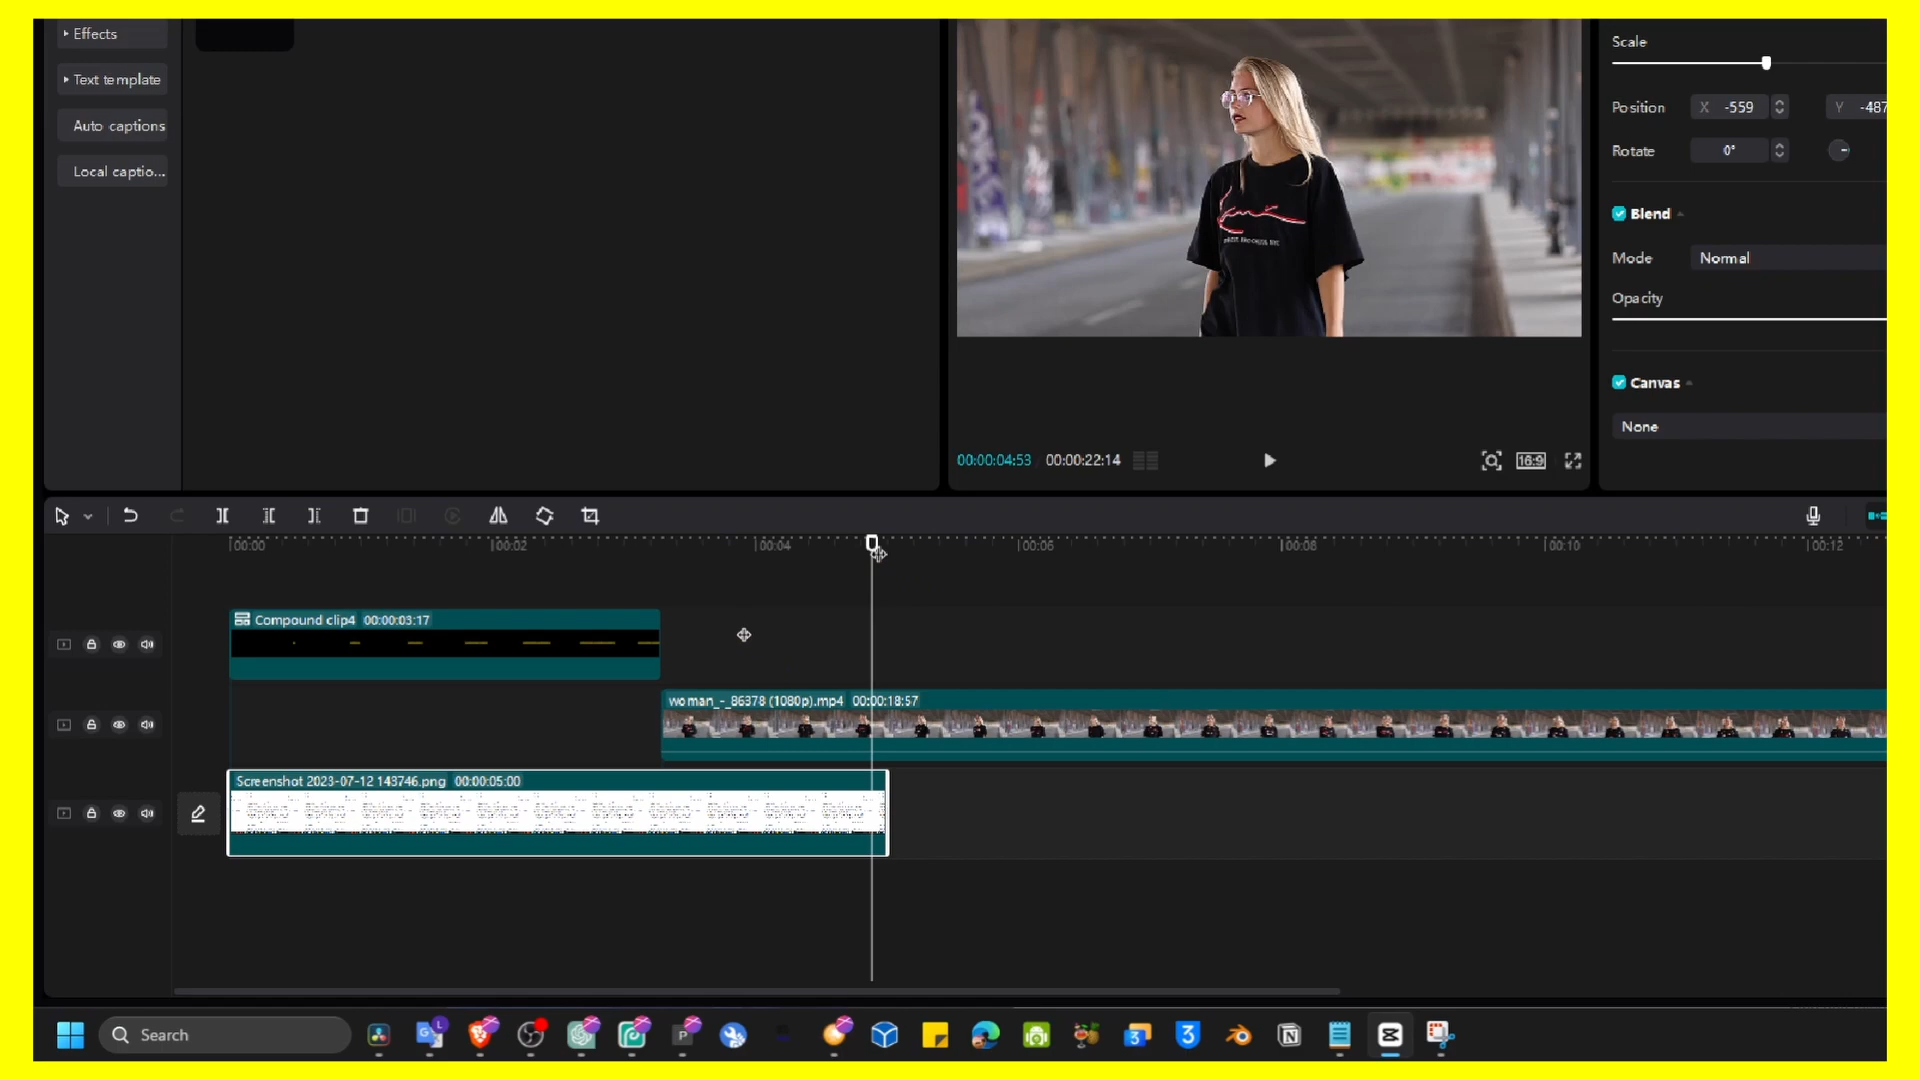 Effects
Text template
Auto captions
Local captio...
Scale
Position X -559 Y -487
Rotate 0°
Blend
Mode Normal
Opacity
Canvas
None
00:00:04:53 00:00:22:14
16:9
00:00 00:02 00:04 00:06 00:08 00:10 00:12
Compound clip4 00:00:03:17
woman_-_86378 (1080p).mp4 00:00:18:57
Screenshot 2023-07-12 143746.png 00:00:05:00
Search